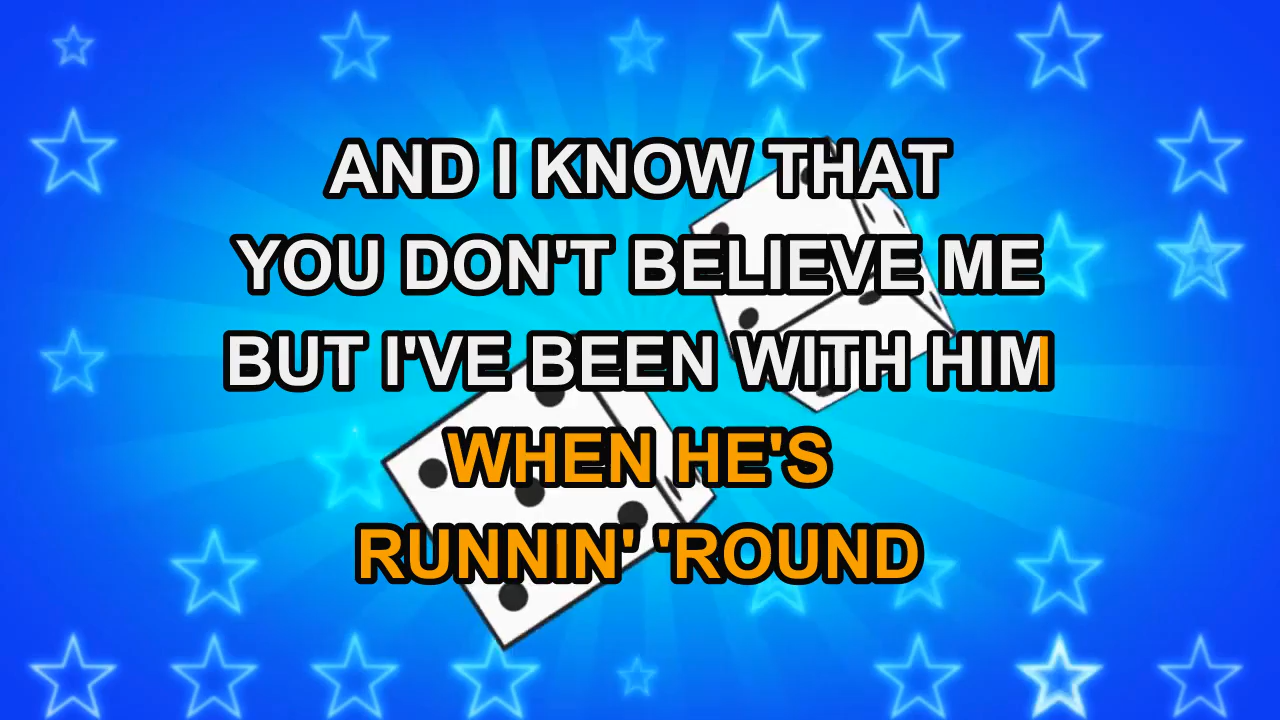 AND I KNOW THAT
YOU DON'T BELIEVE ME
BUT I'VE BEEN WITH HIM
WHEN HE'S
RUNNIN' 'ROUND